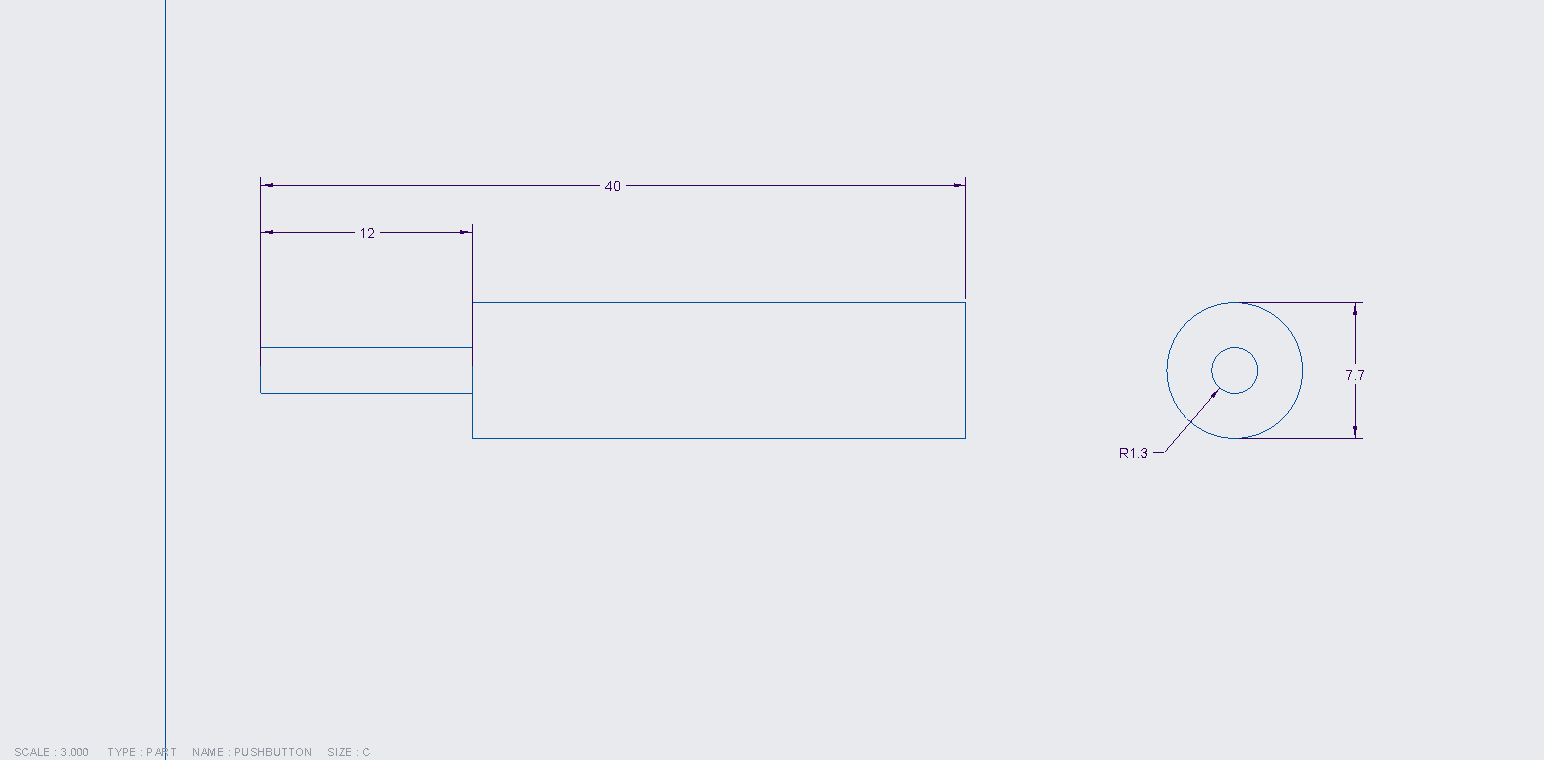 40
12
7.7
R1.3
SCALE : 3.000 TYPE : PART NAME : PUSHBUTTON SIZE : C